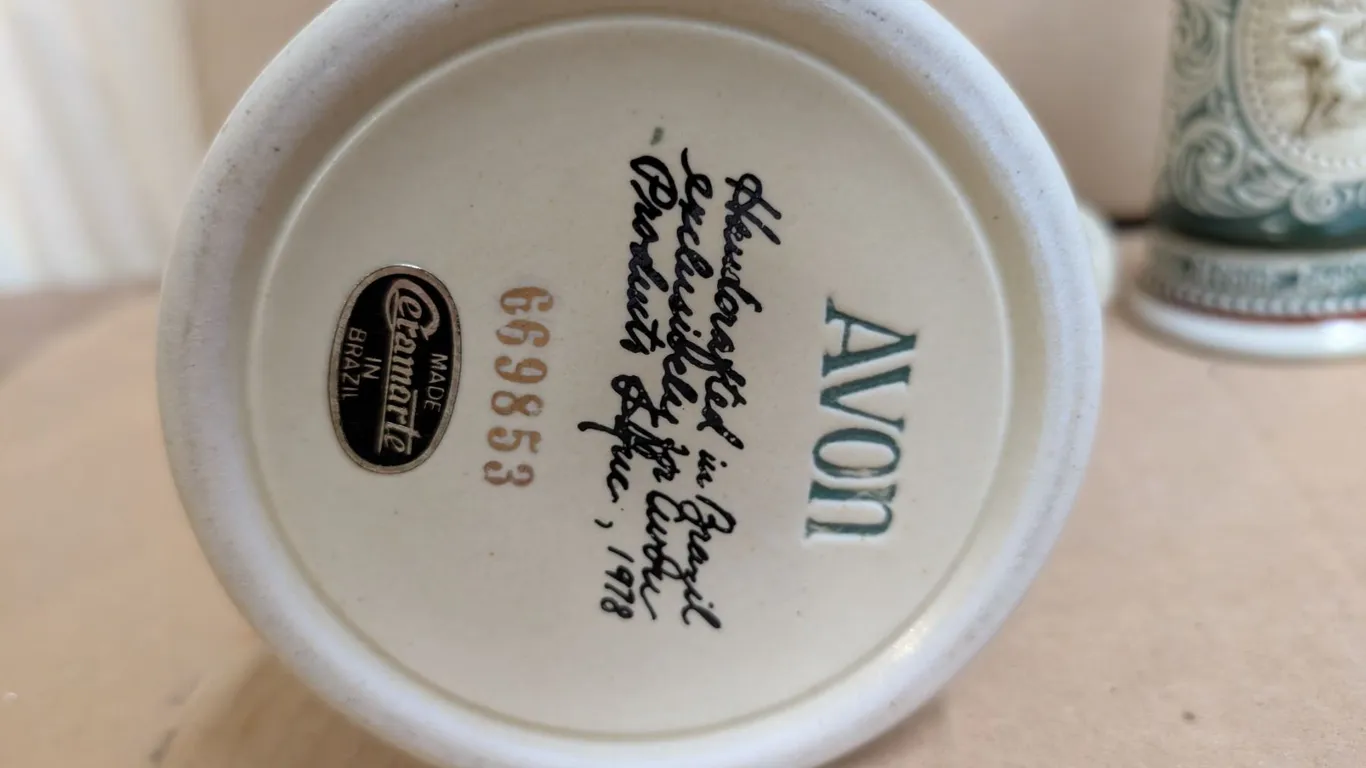 Avon
Handcrafted in Brazil
exclusively for Avon
Products Inc., 1978
669853
MADE
Ceramarte
IN
BRAZIL